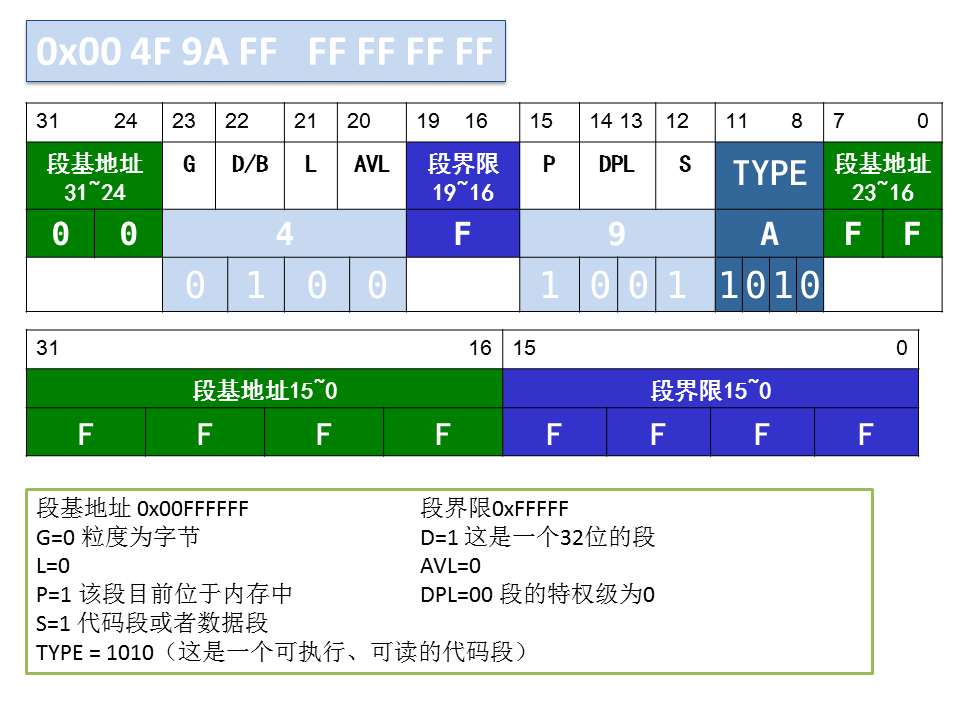 0x00 4F 9A FF FF FF FF FF
31 24 23 22 21 20 19 16 15 14 13 12 11 8 7 0
段基地址 G D/B L AVL 段界限 P DPL S TYPE 段基地址
31~24 19~16 23~16
0 0 4 F 9 A F F
0 1 0 0 1 0 0 1 1 0 1 0
31 16 15 0
段基地址15~0 段界限15~0
F F F F F F F F
段基地址 0x00FFFFFF 段界限0xFFFFF
G=0 粒度为字节 D=1 这是一个32位的段
L=0 AVL=0
P=1 该段目前位于内存中 DPL=00 段的特权级为0
S=1 代码段或者数据段
TYPE = 1010（这是一个可执行、可读的代码段）